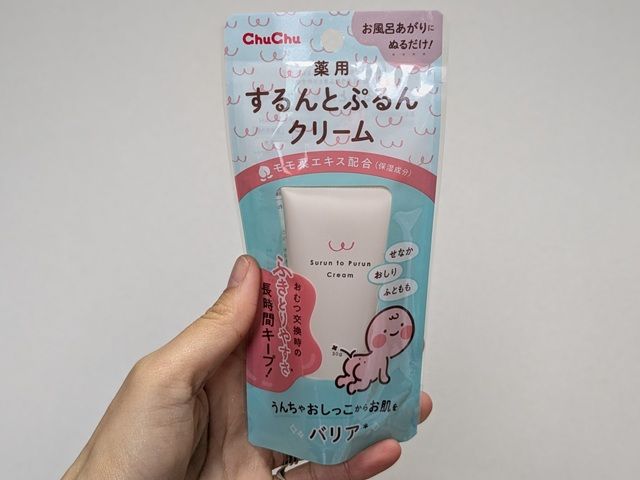 ChuChu
お風呂あがりに
ぬるだけ！
薬用
するんとぷるん
クリーム
モモ葉エキス配合（保湿成分）
Surun to Purun
Cream
せなか
おしり
ふともも
おむつ交換時の
ふきとりやすさ
長時間キープ！
30g
うんちやおしっこからお肌を
バリア*